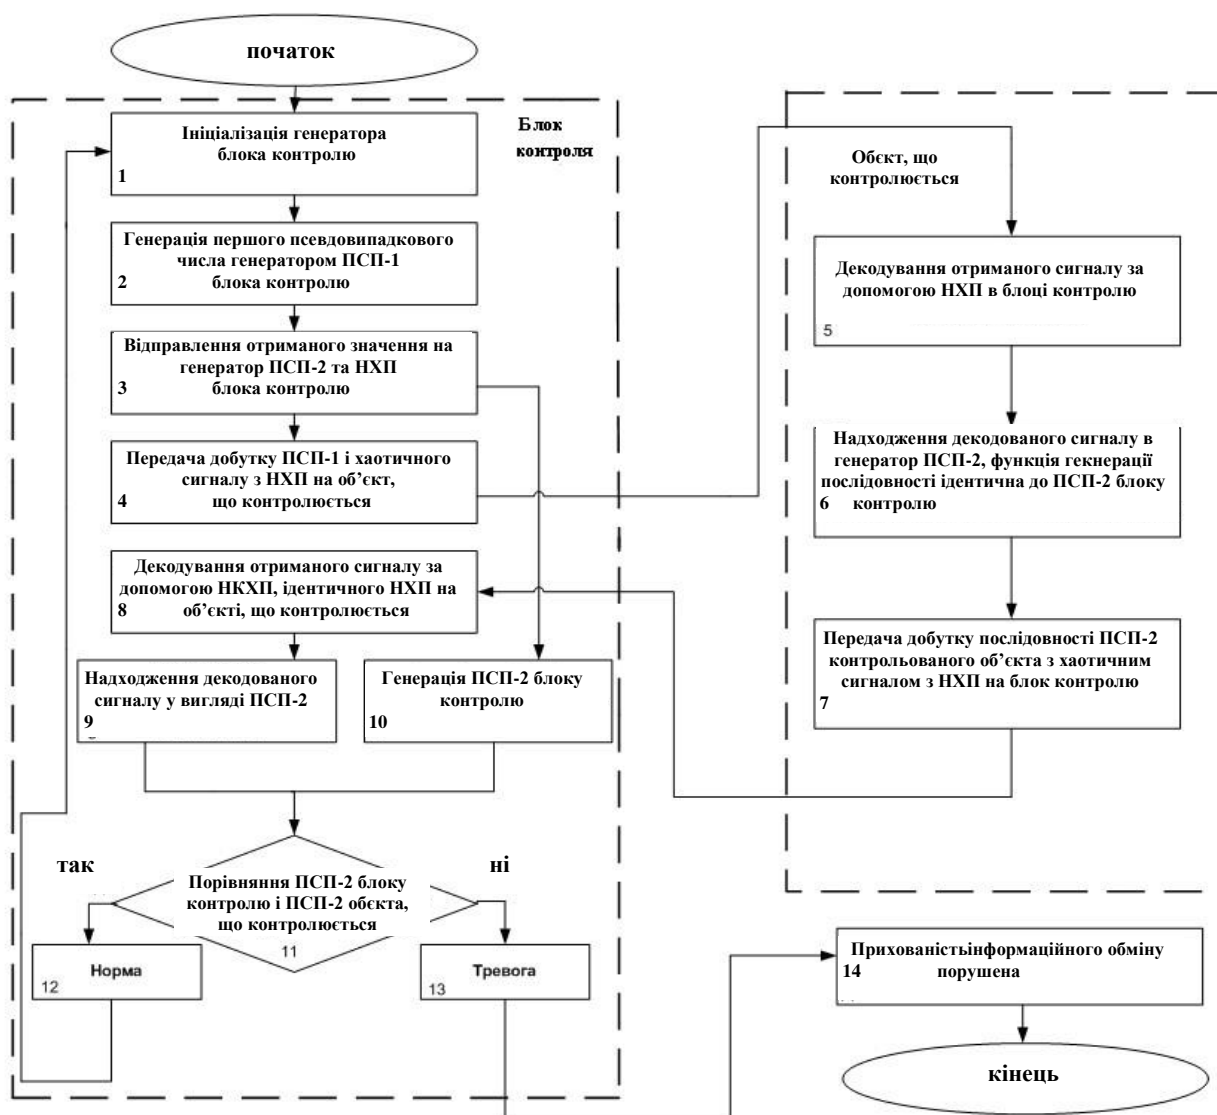 початок
Блок
контроля
Ініціалізація генератора
блока контролю
1
Генерація першого псевдовипадкового
числа генератором ПСП-1
2 блока контролю
Відправлення отриманого значення на
генератор ПСП-2 та НХП
3 блока контролю
Передача добутку ПСП-1 і хаотичного
сигналу з НХП на об’єкт,
4 що контролюється
Обєкт, що
контролюється
Декодування отриманого сигналу за
допомогою НХП в блоці контролю
5
Надходження декодованого сигналу в
генератор ПСП-2, функція гекнерації
послідовності ідентична до ПСП-2 блоку
6 контролю
Передача добутку послідовності ПСП-2
контрольованого об’єкта з хаотичним
сигналом з НХП на блок контролю
7
Декодування отриманого сигналу за
допомогою НКХП, ідентичного НХП на
8 об’єкті, що контролюється
Надходження декодованого
сигналу у вигляді ПСП-2
9
Генерація ПСП-2 блоку
контролю
10
так
ні
Порівняння ПСП-2 блоку
контролю і ПСП-2 обєкта,
що контролюється
11
Норма
12
Тревога
13
Прихованістьінформаційного обміну
14 порушена
кінець